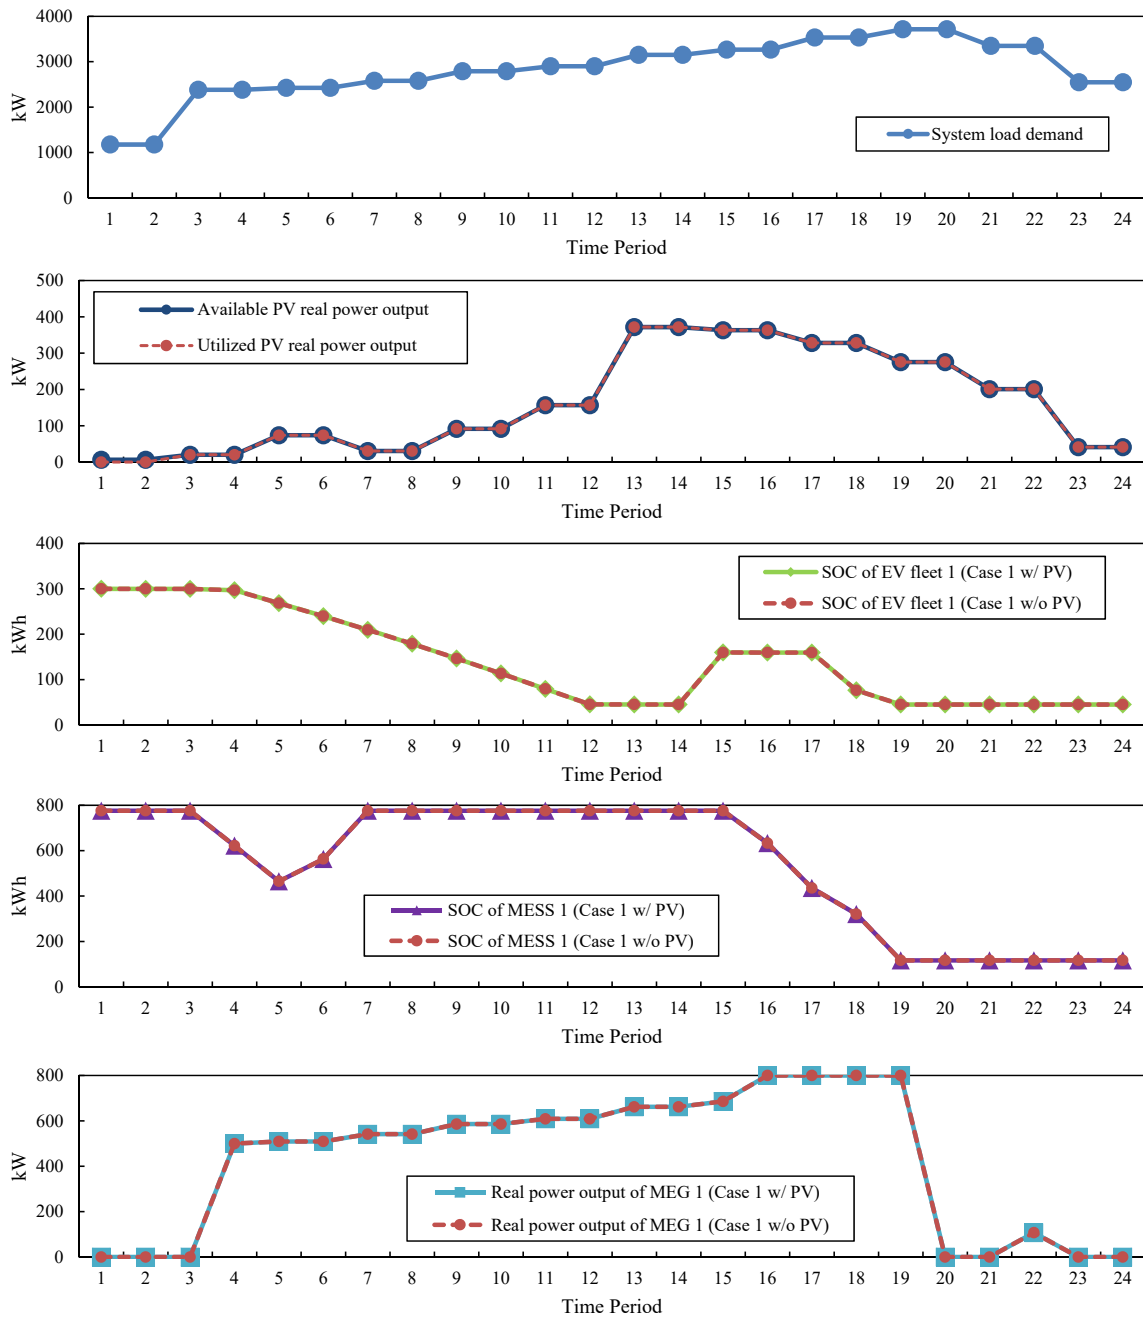 4000
3000
2000
1000
0
kW
System load demand
1 2 3 4 5 6 7 8 9 10 11 12 13 14 15 16 17 18 19 20 21 22 23 24
Time Period
500
400
300
200
100
0
kW
Available PV real power output
Utilized PV real power output
1 2 3 4 5 6 7 8 9 10 11 12 13 14 15 16 17 18 19 20 21 22 23 24
Time Period
400
300
200
100
0
kWh
SOC of EV fleet 1 (Case 1 w/ PV)
SOC of EV fleet 1 (Case 1 w/o PV)
1 2 3 4 5 6 7 8 9 10 11 12 13 14 15 16 17 18 19 20 21 22 23 24
Time Period
800
600
400
200
0
kWh
SOC of MESS 1 (Case 1 w/ PV)
SOC of MESS 1 (Case 1 w/o PV)
1 2 3 4 5 6 7 8 9 10 11 12 13 14 15 16 17 18 19 20 21 22 23 24
Time Period
800
600
400
200
0
kW
Real power output of MEG 1 (Case 1 w/ PV)
Real power output of MEG 1 (Case 1 w/o PV)
1 2 3 4 5 6 7 8 9 10 11 12 13 14 15 16 17 18 19 20 21 22 23 24
Time Period